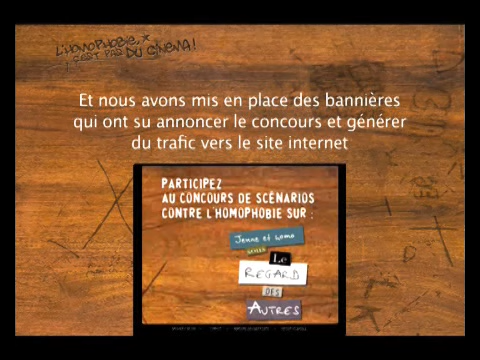 L'HOMOPHOBIE,
C'EST PAS DU CINEMA!
Et nous avons mis en place des bannières
qui ont su annoncer le concours et générer
du trafic vers le site internet
PARTICIPEZ
AU CONCOURS DE SCÉNARIOS
CONTRE L'HOMOPHOBIE SUR :
Jeune et homo
SOUS
Le
REGARD
DES
AUTRES